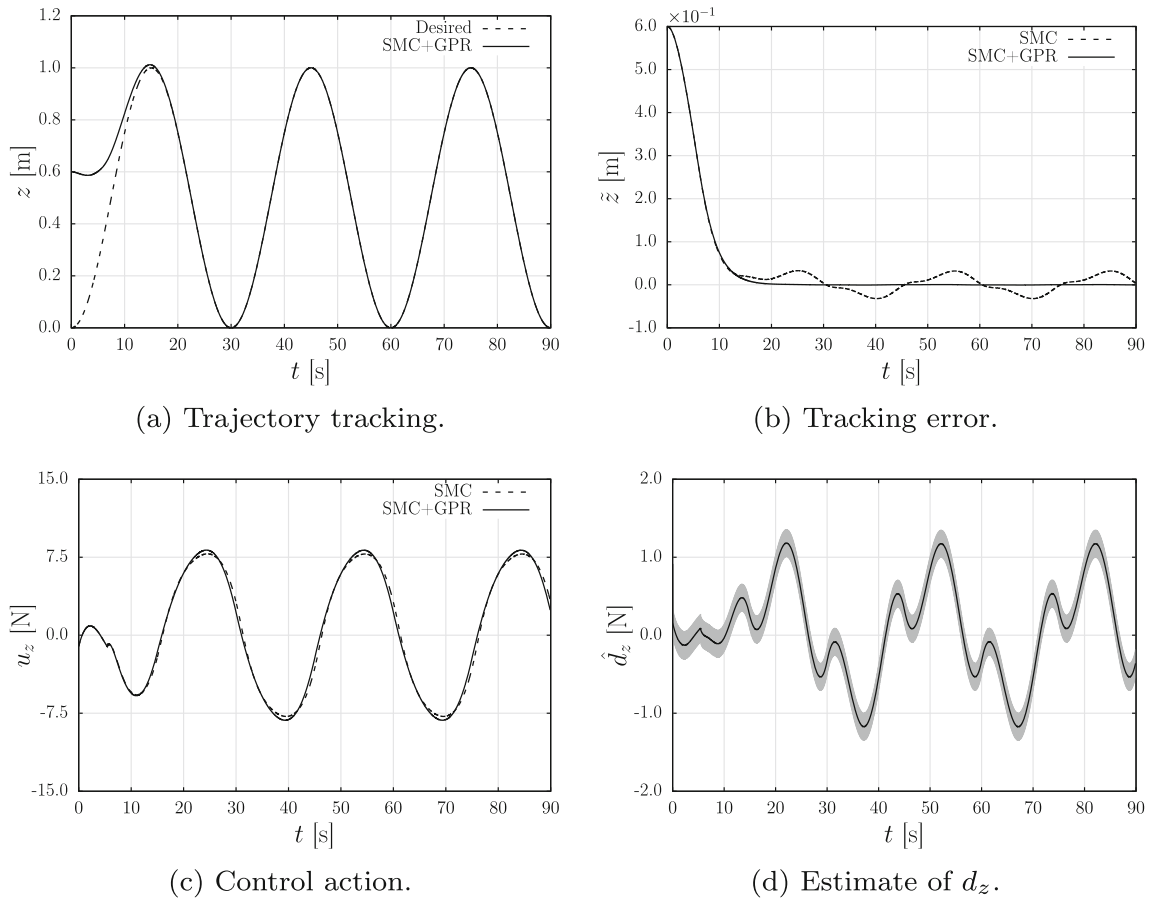 1.2
1.0
0.8
0.6
0.4
0.2
0.0
z [m]
Desired
SMC+GPR
0 10 20 30 40 50 60 70 80 90
t [s]
(a) Trajectory tracking.
×10⁻¹
6.0
5.0
4.0
3.0
2.0
1.0
0.0
-1.0
z̃ [m]
SMC
SMC+GPR
0 10 20 30 40 50 60 70 80 90
t [s]
(b) Tracking error.
15.0
7.5
0.0
-7.5
-15.0
u_z [N]
SMC
SMC+GPR
0 10 20 30 40 50 60 70 80 90
t [s]
(c) Control action.
2.0
1.0
0.0
-1.0
-2.0
d̂_z [N]
0 10 20 30 40 50 60 70 80 90
t [s]
(d) Estimate of d_z.